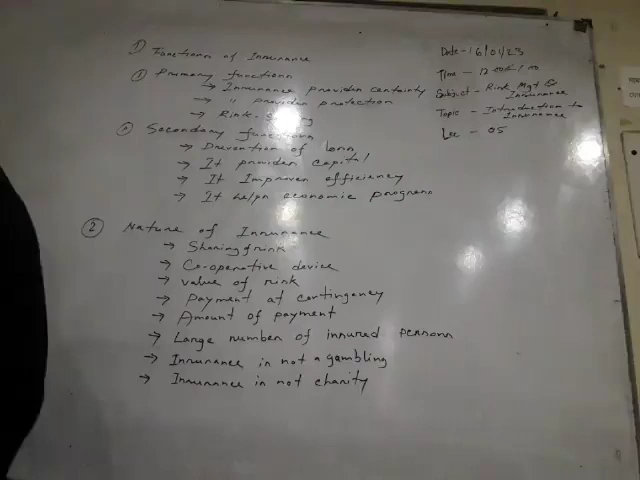 1) Functions of Insurance
① Primary functions
→ Insurance provides certainty
→ " provides protection
→ Risk-
② Secondary functions
→ Prevention of loss
→ It provides capital
→ It Improves efficiency
→ It helps economic progress
② Nature of Insurance
→ Sharing of risk
→ Co-operative device
→ value of risk
→ Payment at contingency
→ Amount of payment
→ Large number of insured persons
→ Insurance is not a gambling
→ Insurance is not charity
Date - 16/01/23
Time - 12
Subject - Risk Mgt &
Insurance
Topic - Introduction to
Insurance
Lec - 05